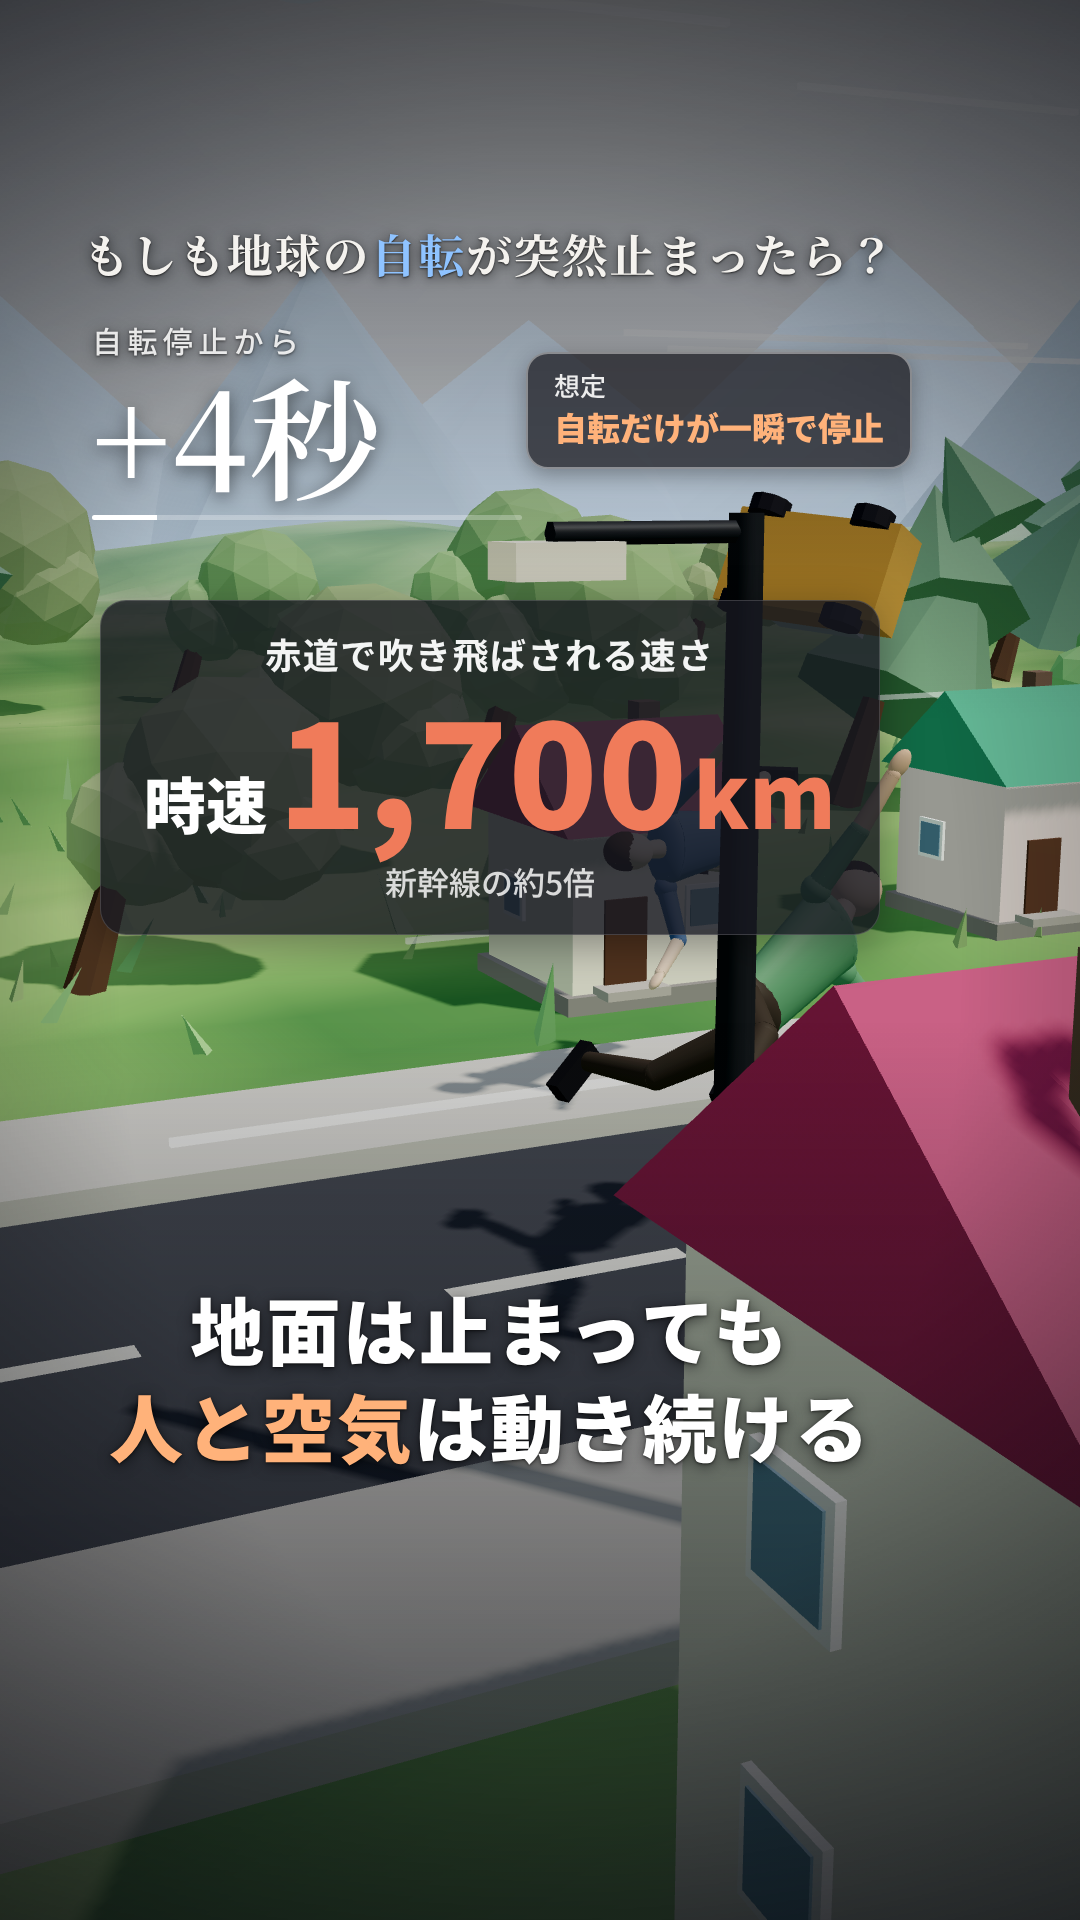 もしも地球の自転が突然止まったら？
自転停止から
+4秒
想定
自転だけが一瞬で停止
赤道で吹き飛ばされる速さ
時速1,700km
新幹線の約5倍
地面は止まっても
人と空気は動き続ける